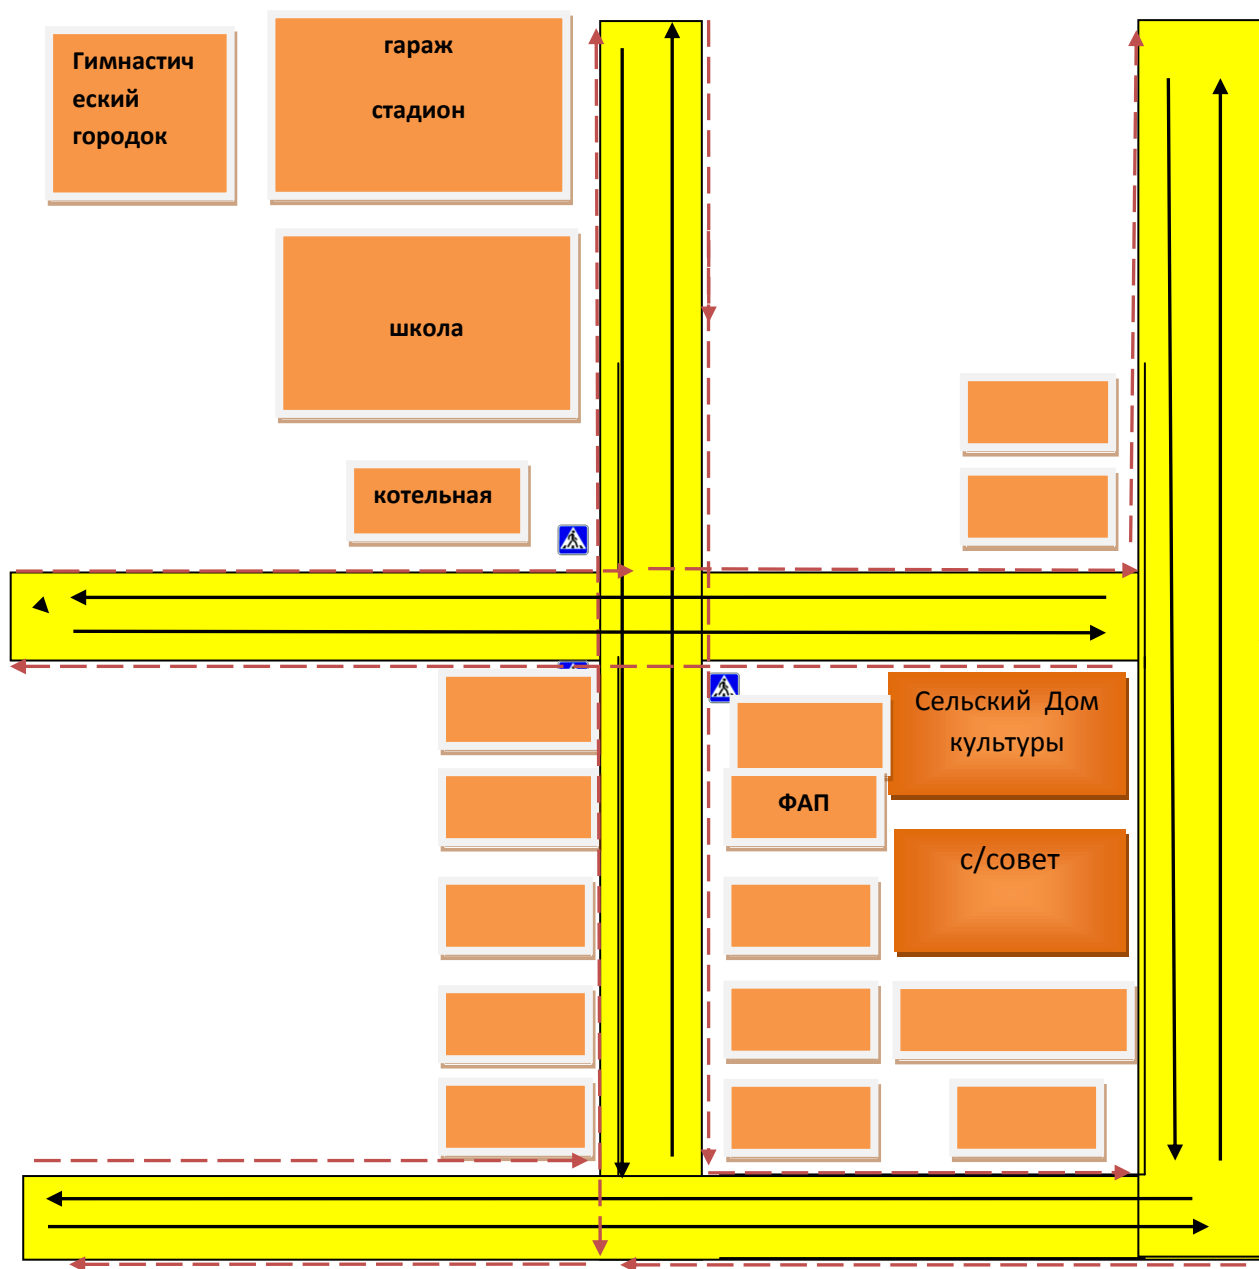 Гимнастич
еский
городок
гараж
стадион
школа
котельная
Сельский Дом
культуры
ФАП
с/совет